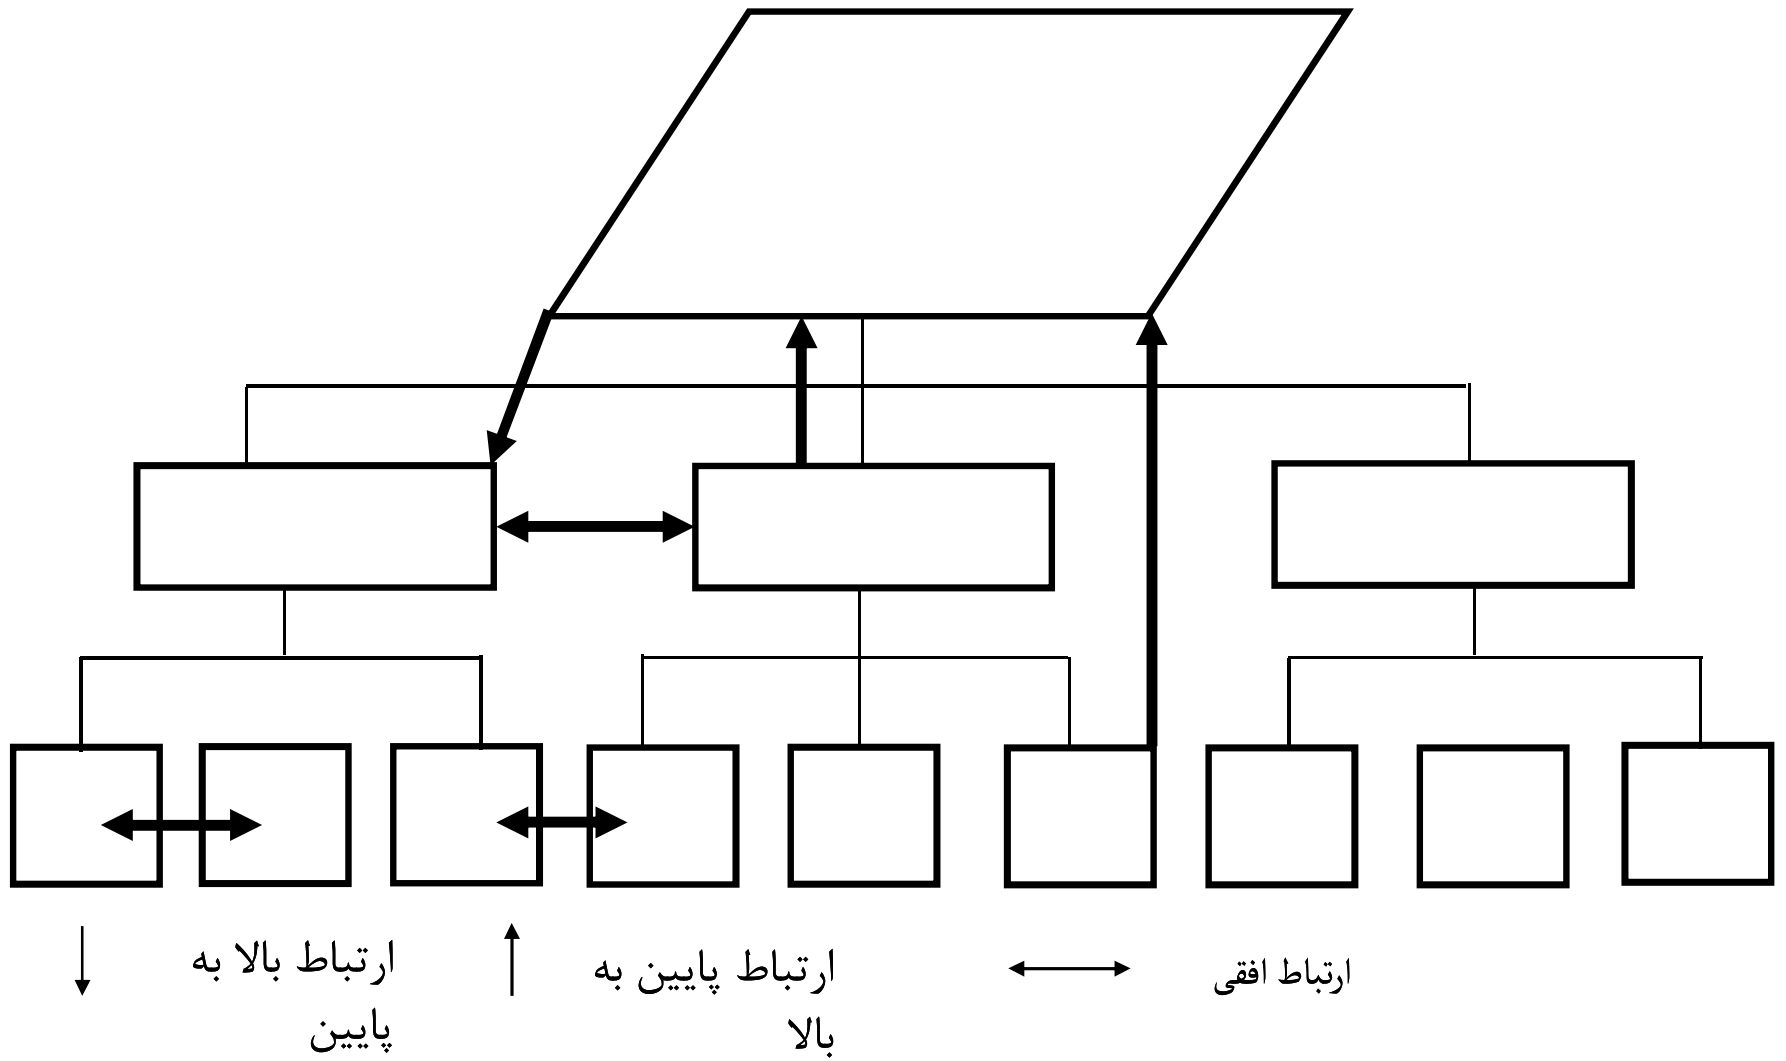 ارتباط بالا به
پایین
ارتباط پایین به
بالا
ارتباط افقی